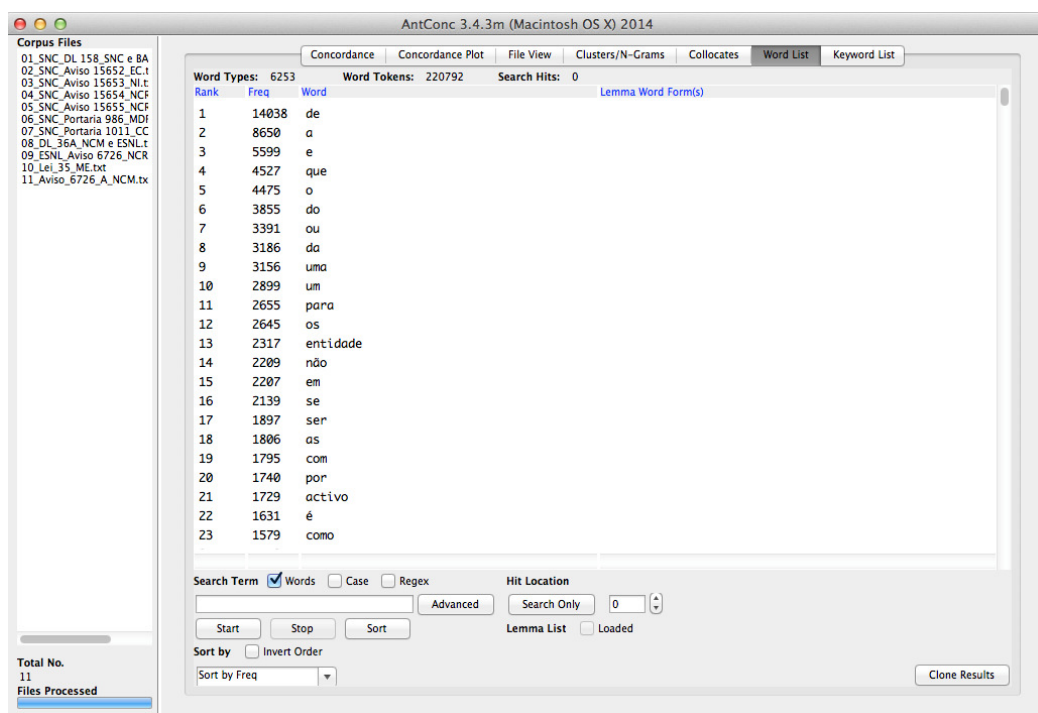 AntConc 3.4.3m (Macintosh OS X) 2014
Corpus Files
01_SNC_DL 158_SNC e BA
02_SNC_Aviso 15652_EC.t
03_SNC_Aviso 15653_NI.t
04_SNC_Aviso 15654_NCF
05_SNC_Aviso 15655_NCF
06_SNC_Portaria 986_MDF
07_SNC_Portaria 1011_CC
08_DL_36A_NCM e ESNL.t
09_ESNL_Aviso 6726_NCR
10_Lei_35_ME.txt
11_Aviso_6726_A_NCM.tx
Total No.
11
Files Processed
Concordance Concordance Plot File View Clusters/N-Grams Collocates Word List Keyword List
Word Types: 6253 Word Tokens: 220792 Search Hits: 0
Rank Freq Word Lemma Word Form(s)
1 14038 de
2 8650 a
3 5599 e
4 4527 que
5 4475 o
6 3855 do
7 3391 ou
8 3186 da
9 3156 uma
10 2899 um
11 2655 para
12 2645 os
13 2317 entidade
14 2209 não
15 2207 em
16 2139 se
17 1897 ser
18 1806 as
19 1795 com
20 1740 por
21 1729 activo
22 1631 é
23 1579 como
Search Term Words Case Regex Hit Location
Advanced Search Only 0
Start Stop Sort Lemma List Loaded
Sort by Invert Order
Sort by Freq Clone Results